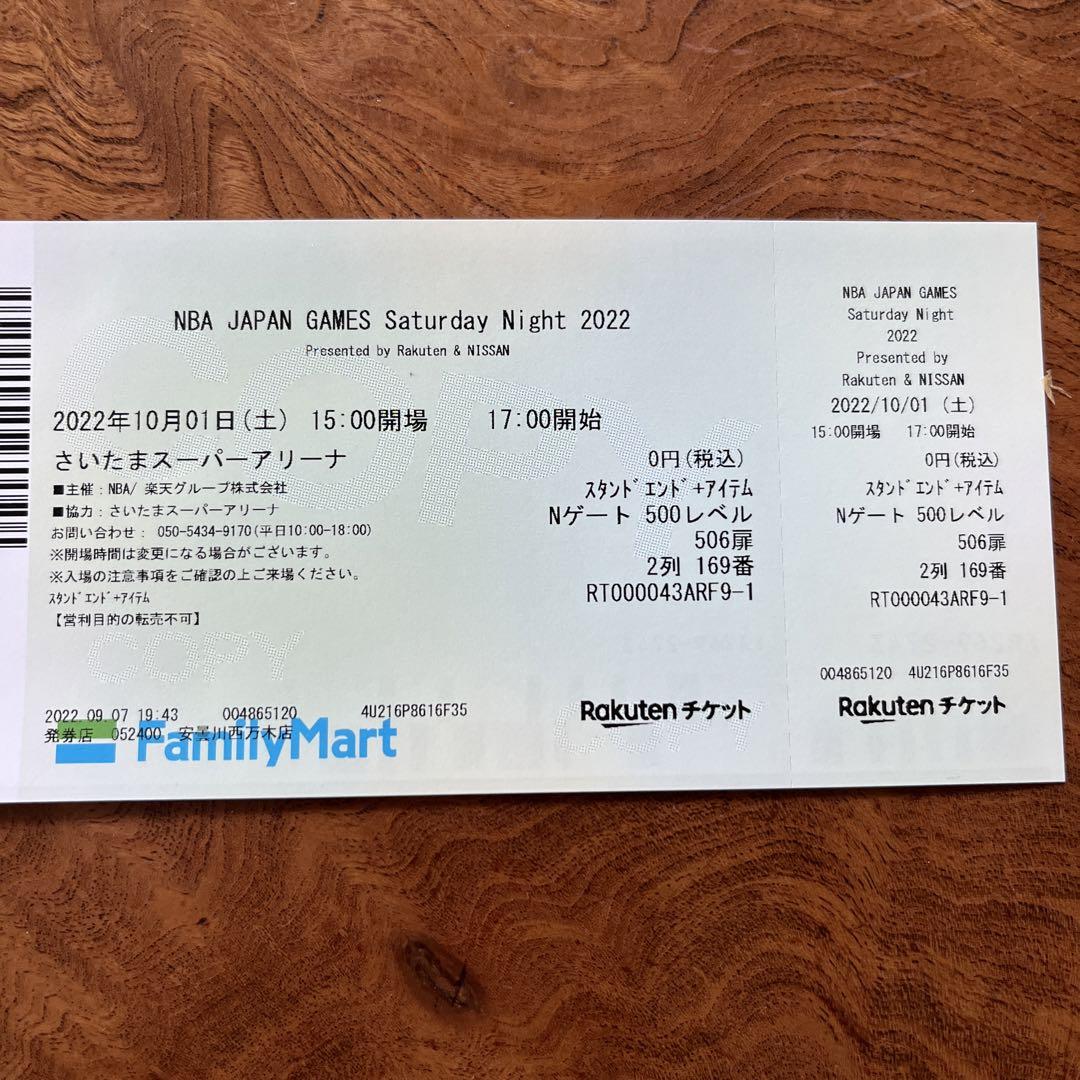 NBA JAPAN GAMES Saturday Night 2022
Presented by Rakuten & NISSAN
2022年10月01日(土) 15:00開場 17:00開始
さいたまスーパーアリーナ
0円(税込)
■主催：NBA/ 楽天グループ株式会社
スタンドエンド+アイテム
■協力：さいたまスーパーアリーナ
Nゲート 500レベル
お問い合わせ： 050-5434-9170(平日10:00-18:00)
506扉
※開場時間は変更になる場合がございます。
2列 169番
※入場の注意事項をご確認の上ご来場ください。
RT000043ARF9-1
スタンドエンド+アイテム
【営利目的の転売不可】
COPY
COPY
COPY
2022.09.07 19:43 004865120 4U216P8616F35
発券店 052400 安曇川西万木店
FamilyMart
Rakuten チケット
NBA JAPAN GAMES
Saturday Night
2022
Presented by
Rakuten & NISSAN
2022/10/01 (土)
15:00開場 17:00開始
0円(税込)
スタンドエンド+アイテム
Nゲート 500レベル
506扉
2列 169番
RT000043ARF9-1
004865120 4U216P8616F35
Rakuten チケット